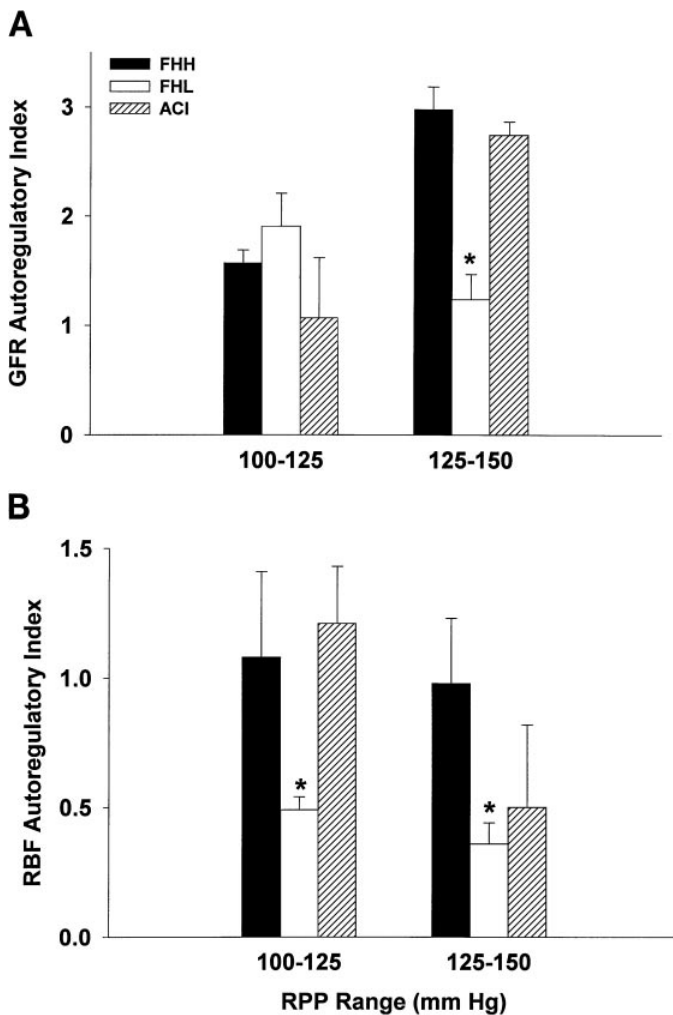 A
GFR Autoregulatory Index
3
2
1
0
FHH
FHL
ACI
*
100-125
125-150
B
RBF Autoregulatory Index
1.5
1.0
0.5
0.0
*
*
100-125
125-150
RPP Range (mm Hg)